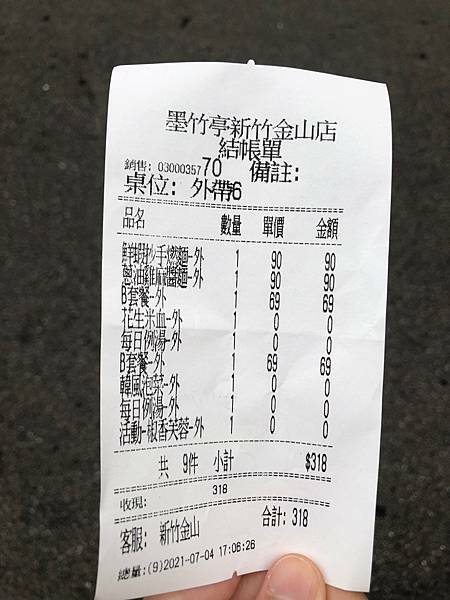 墨竹亭新竹金山店
結帳單
銷售: 0300035770 備註:
桌位: 外帶6
品名 數量 單價 金額
鮮蝦抄手燃麵-外 1 90 90
蔥油雞麻醬麵-外 1 90 90
B套餐-外 1 69 69
花生米血-外 1 0 0
每日例湯-外 1 0 0
B套餐-外 1 69 69
韓風泡菜-外 1 0 0
每日例湯-外 1 0 0
活動-椒香芙蓉-外 1 0 0
共 9件 小計 $318
收現: 318
合計: 318
客服: 新竹金山
總量:(9)2021-07-04 17:06:26